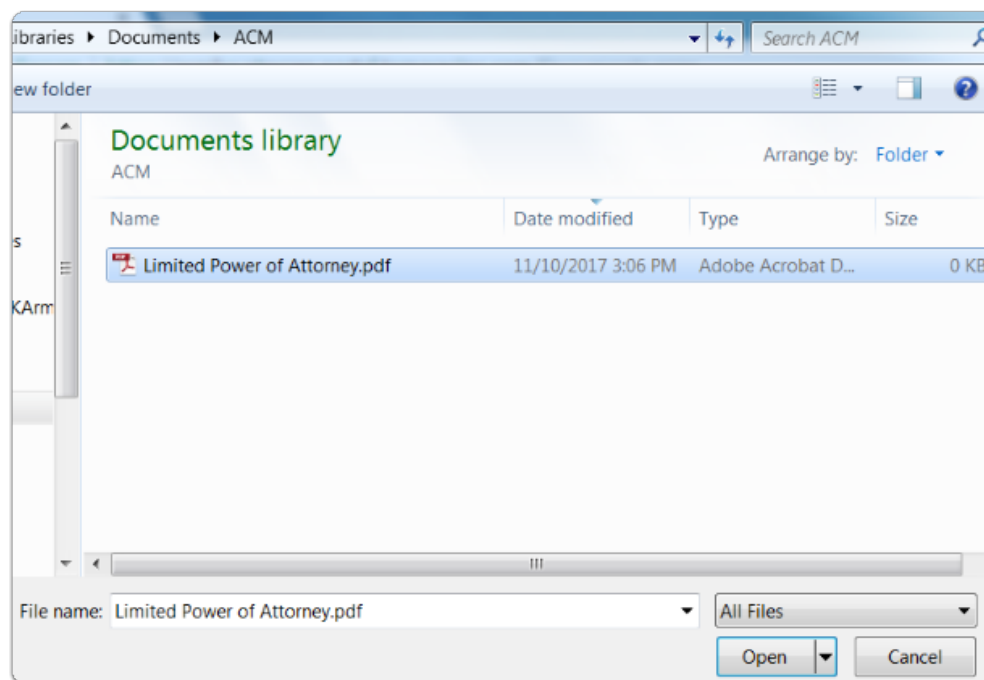 ibraries ▸ Documents ▸ ACM Search ACM
ew folder
Documents library
ACM
Arrange by: Folder
Name Date modified Type Size
s
Limited Power of Attorney.pdf 11/10/2017 3:06 PM Adobe Acrobat D... 0 KB
KArm
File name: Limited Power of Attorney.pdf All Files
Open Cancel